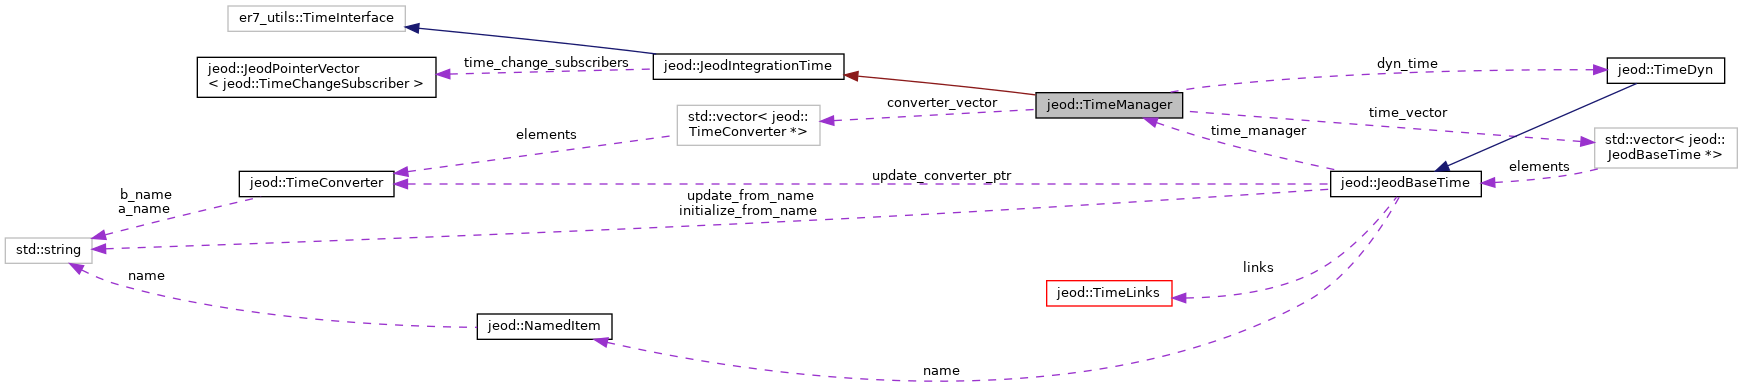 er7_utils::TimeInterface
jeod::JeodPointerVector
< jeod::TimeChangeSubscriber >
time_change_subscribers
jeod::JeodIntegrationTime
dyn_time
jeod::TimeDyn
converter_vector
jeod::TimeManager
time_vector
std::vector< jeod::
TimeConverter *>
elements
time_manager
std::vector< jeod::
JeodBaseTime *>
elements
jeod::TimeConverter
update_converter_ptr
jeod::JeodBaseTime
b_name
a_name
update_from_name
initialize_from_name
std::string
name
links
jeod::TimeLinks
jeod::NamedItem
name